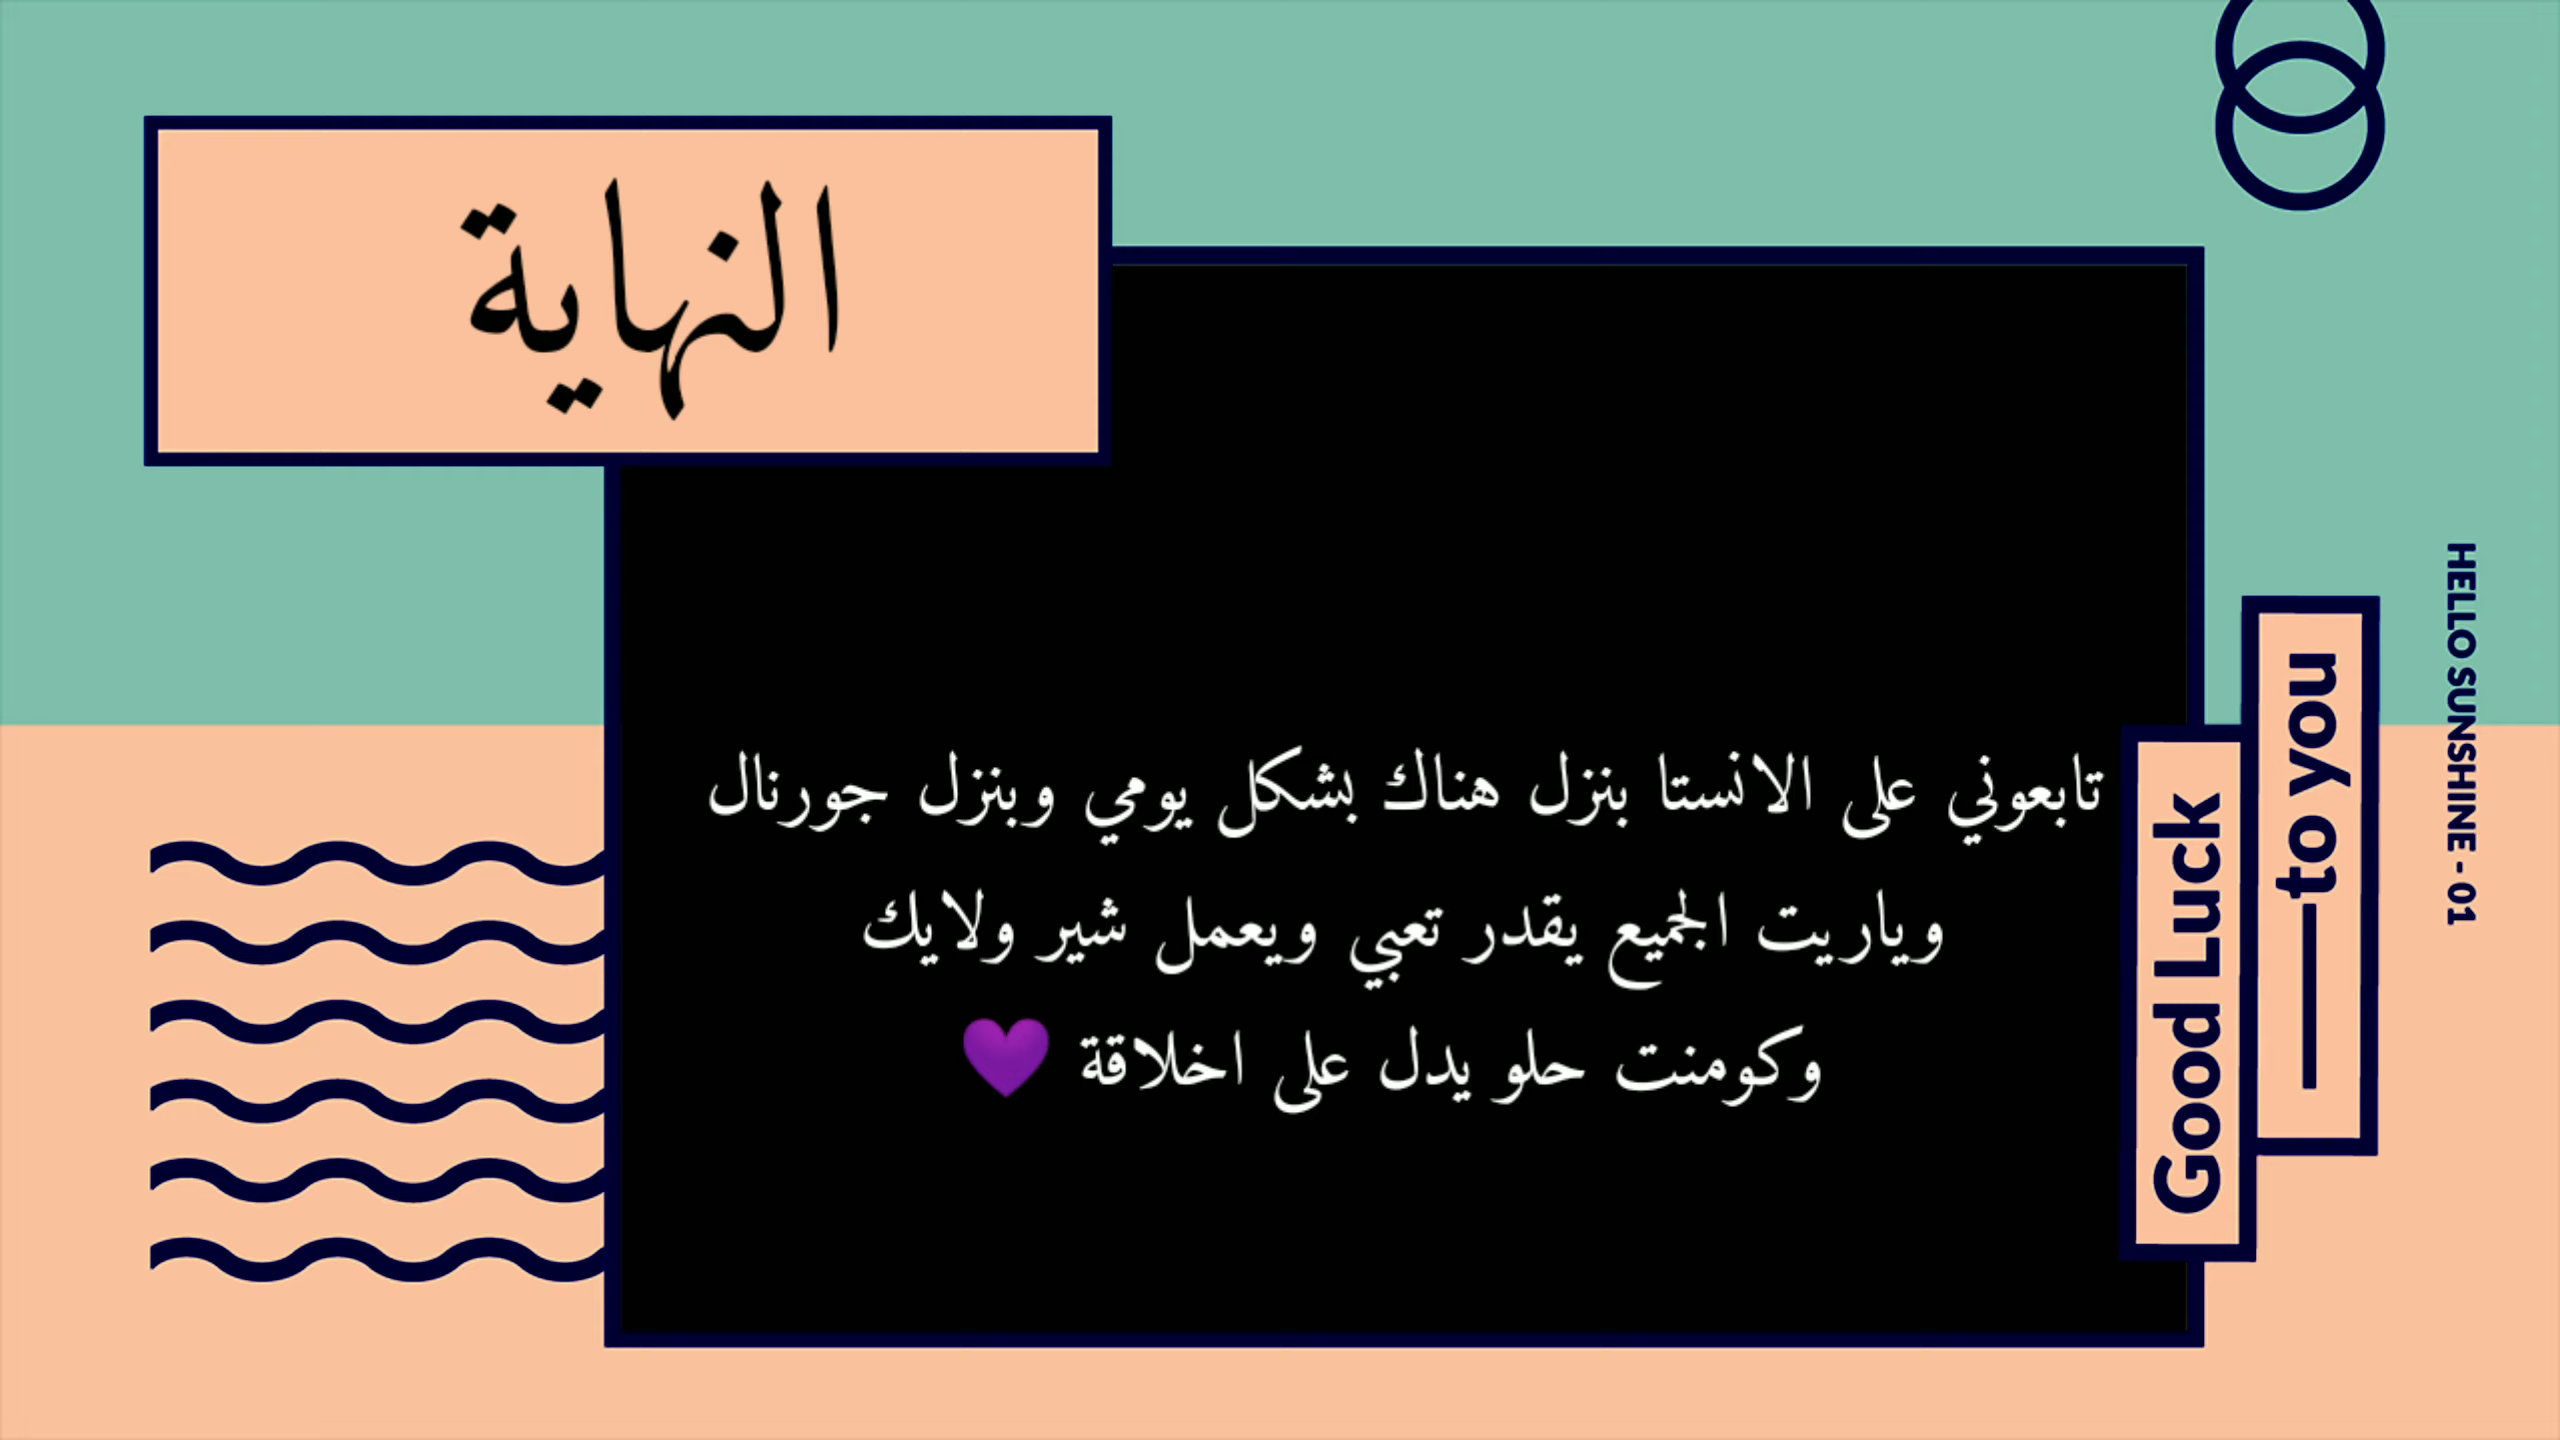 النهاية
تابعوني على الانستا بنزل هناك بشكل يومي وبنزل جورنال
وياريت الجميع يقدر تعبي ويعمل شير ولايك
وكومنت حلو يدل على اخلاقة 💜
Good Luck
to you
HELLO SUNSHINE - 01